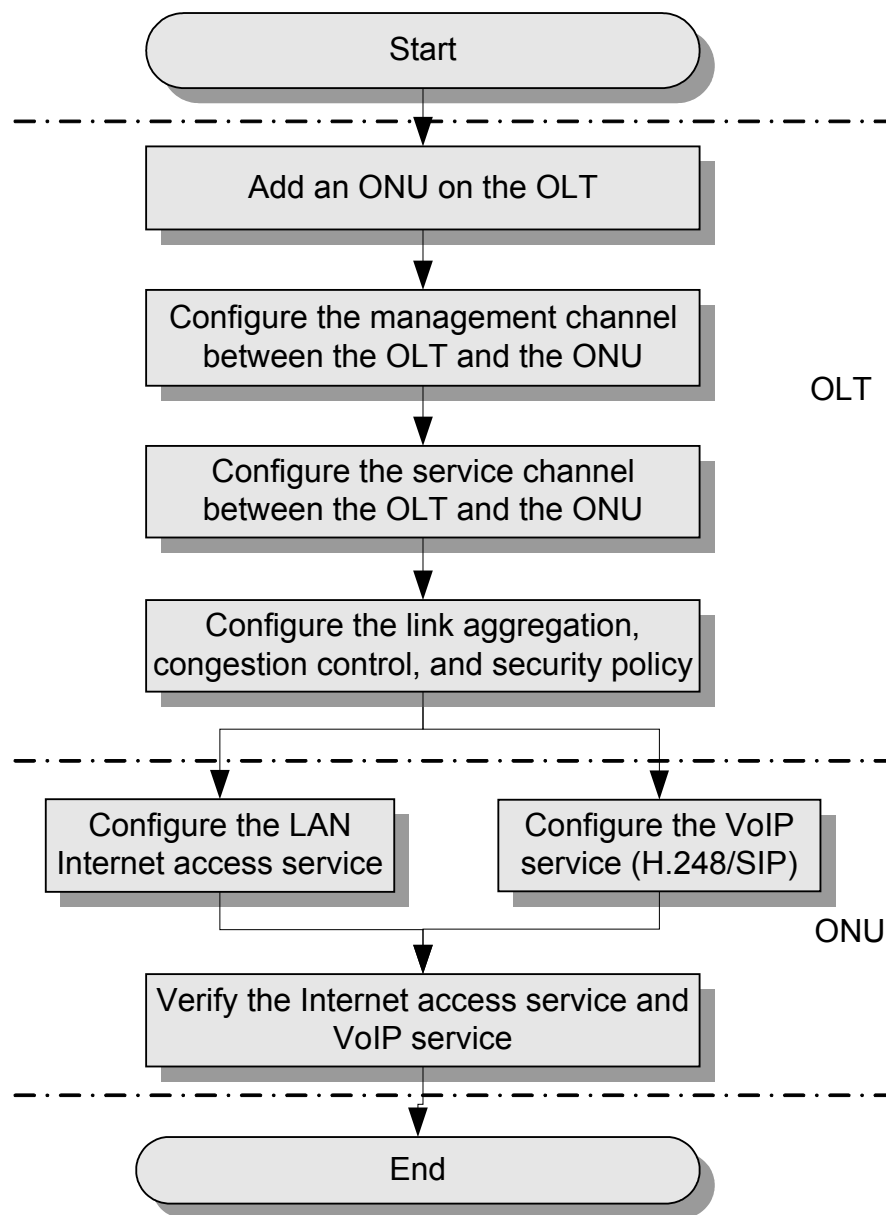 Start
Add an ONU on the OLT
Configure the management channel
between the OLT and the ONU
OLT
Configure the service channel
between the OLT and the ONU
Configure the link aggregation,
congestion control, and security policy
Configure the LAN
Internet access service
Configure the VoIP
service (H.248/SIP)
ONU
Verify the Internet access service and
VoIP service
End